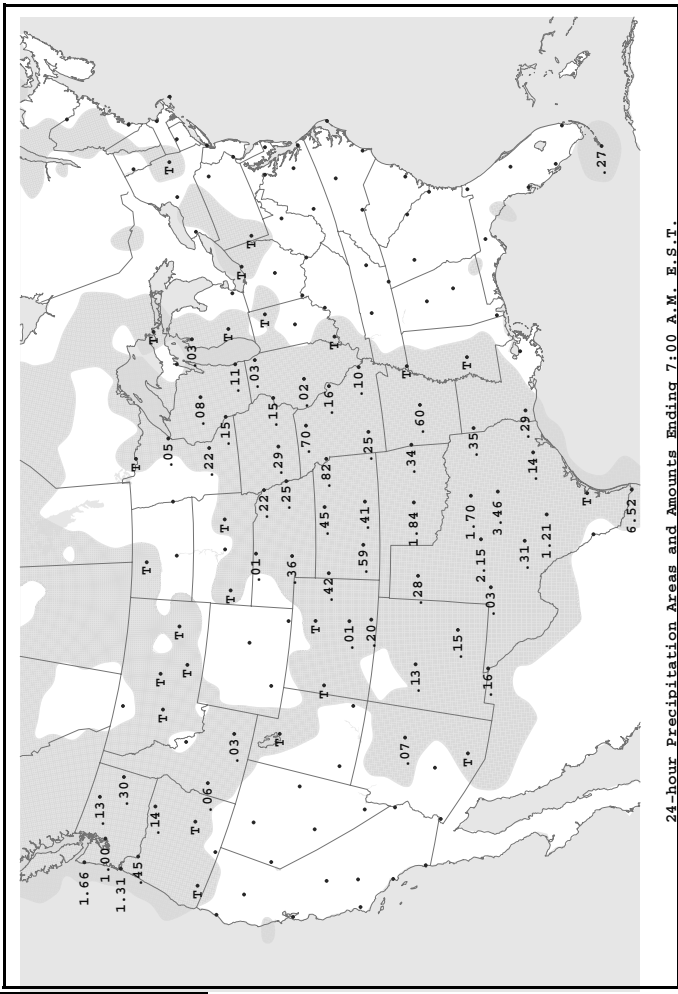 1.66
.13
1.00
1.31
.30
.45
T
T
T
.14
T
T
.05
T
T
T
.03
T
T
.08
.06
.22
T
.15
T
T
.03
.11
T
T
.01
.03
.22
T
.15
.29
T
.25
.36
.02
.70
T
T
.45
.82
.42
.16
T
.01
.10
.59
.41
.25
.20
.07
T
.34
1.84
.13
.28
.60
.15
T
T
1.70
.35
2.15
.16
.03
3.46
.31
.29
.14
1.21
T
.27
6.52
24-hour Precipitation Areas and Amounts Ending 7:00 A.M. E.S.T.